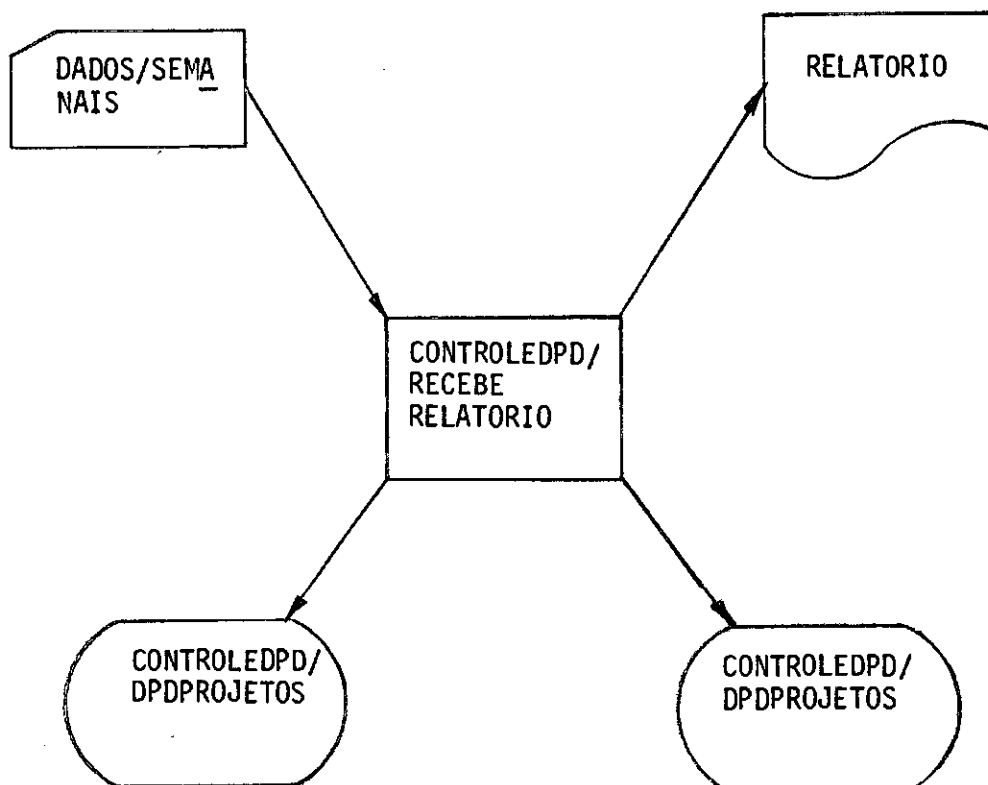 DADOS/SEMA
NAIS
RELATORIO
CONTROLEDPD/
RECEBE
RELATORIO
CONTROLEDPD/
DPDPROJETOS
CONTROLEDPD/
DPDPROJETOS